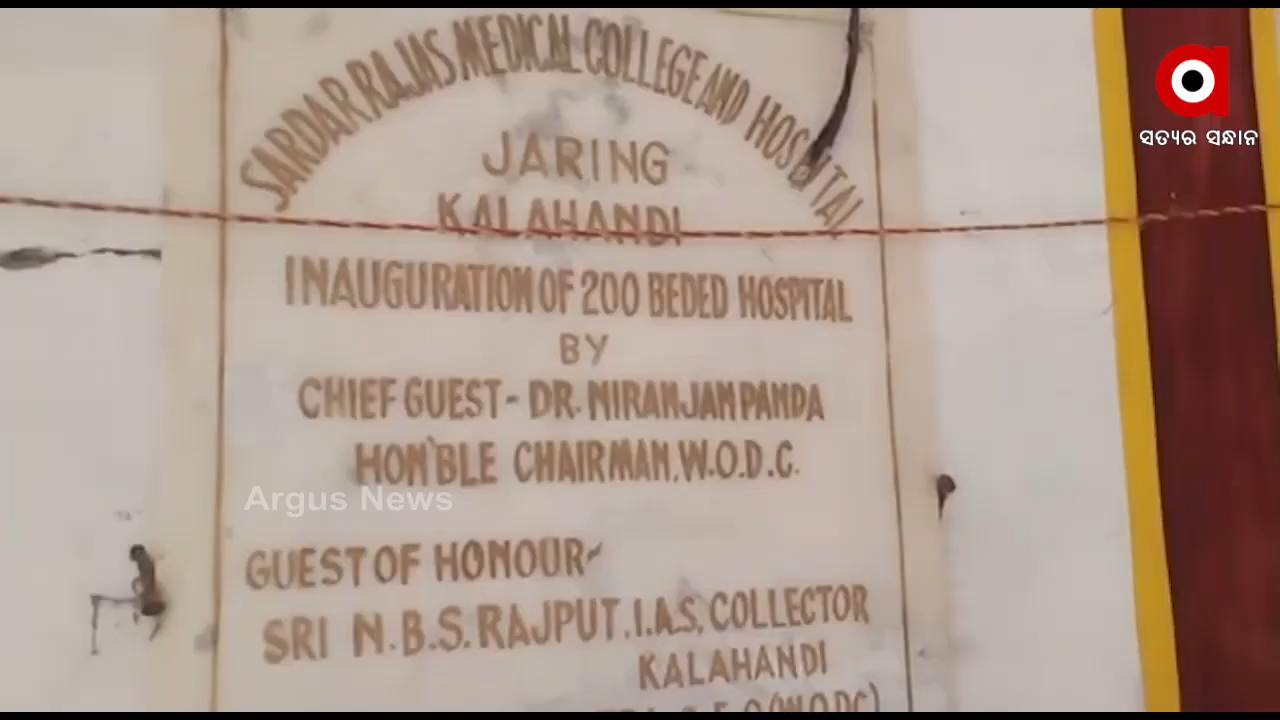 SARDAR RAJAS MEDICAL COLLEGE AND HOSPITAL
JARING
KALAHANDI
INAUGURATION OF 200 BEDED HOSPITAL
BY
CHIEF GUEST - DR. NIRANJAN PANDA
HON'BLE CHAIRMAN, W.O.D.C.
GUEST OF HONOUR-
SRI N.B.S. RAJPUT, I.A.S, COLLECTOR
KALAHANDI
(W.O.D.C)
Argus News
ସତ୍ୟର ସନ୍ଧାନ